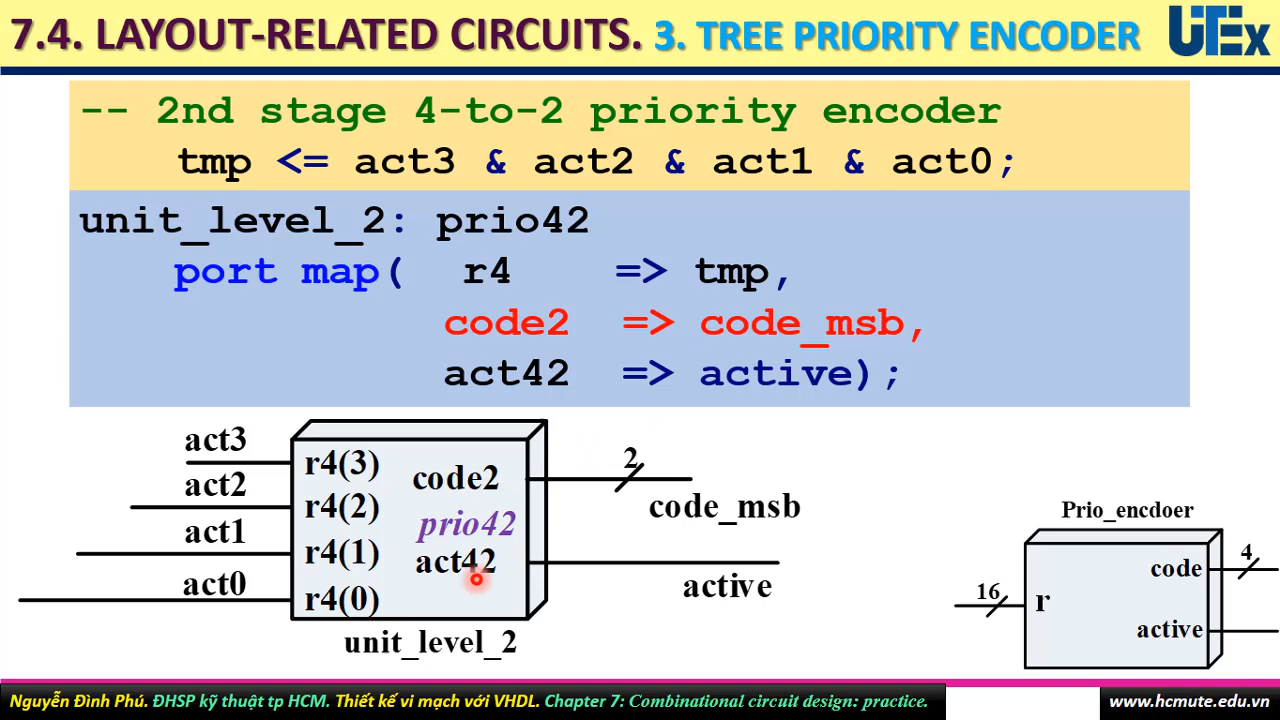 7.4. LAYOUT-RELATED CIRCUITS. 3. TREE PRIORITY ENCODER
UTEx
-- 2nd stage 4-to-2 priority encoder
tmp <= act3 & act2 & act1 & act0;
unit_level_2: prio42
port map( r4 => tmp,
code2 => code_msb,
act42 => active);
act3
act2
act1
act0
r4(3)
r4(2)
r4(1)
r4(0)
code2
prio42
act42
unit_level_2
2
code_msb
active
Prio_encdoer
16
r
code
active
4
Nguyễn Đình Phú. ĐHSP kỹ thuật tp HCM. Thiết kế vi mạch với VHDL. Chapter 7: Combinational circuit design: practice.
www.hcmute.edu.vn